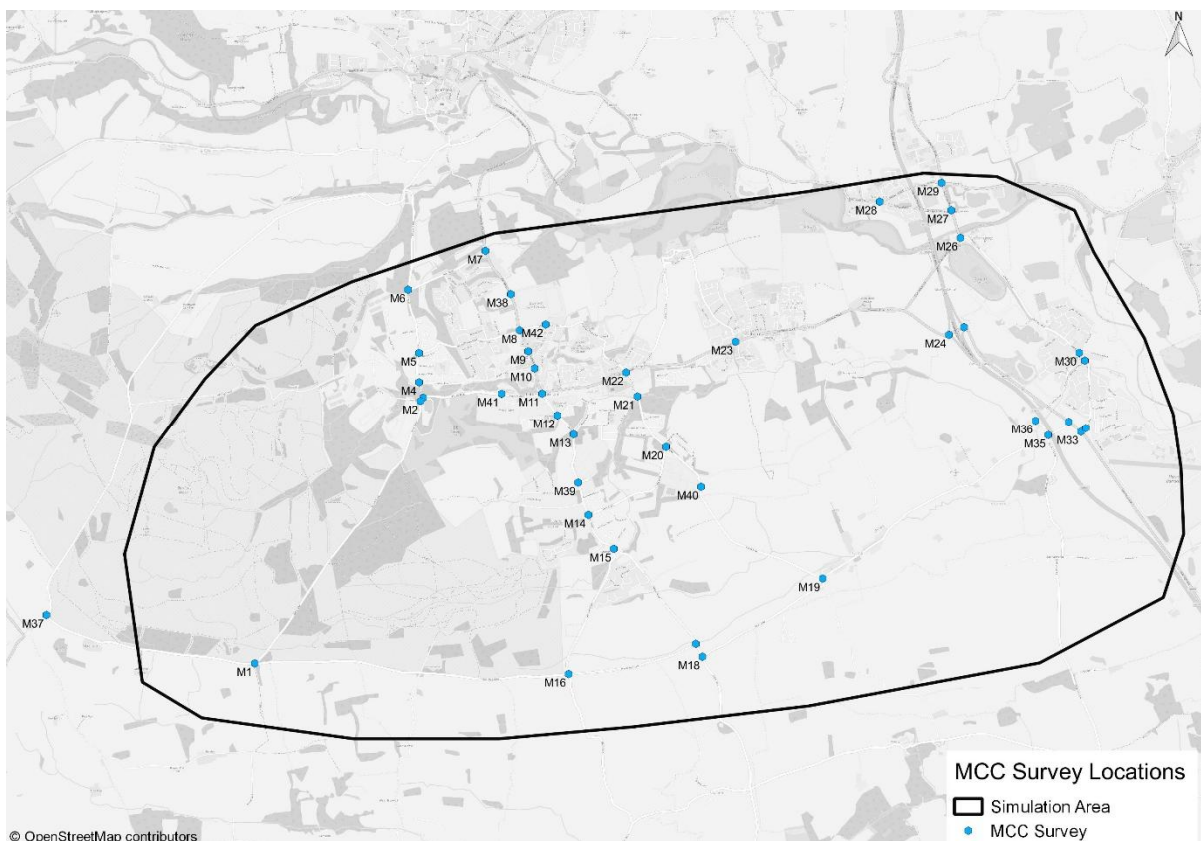 N
M29
M28
M27
M26
M7
M6
M38
M42
M8
M9
M10
M5
M4
M2
M41
M11
M12
M13
M22
M21
M23
M24
M30
M36
M35
M33
M20
M40
M39
M14
M15
M19
M37
M1
M16
M18
MCC Survey Locations
Simulation Area
MCC Survey
© OpenStreetMap contributors